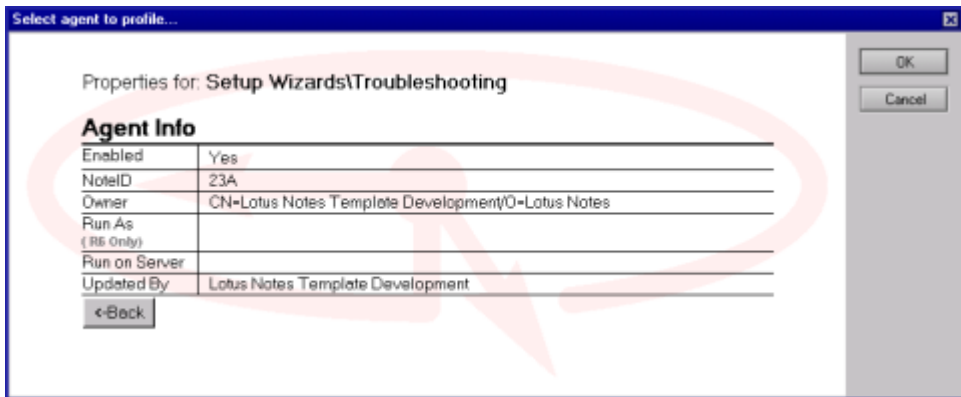 Select agent to profile...
OK
Cancel
Properties for: Setup Wizards\Troubleshooting
Agent Info
Enabled Yes
NoteID 23A
Owner CN=Lotus Notes Template Development/O=Lotus Notes
Run As
(R6 Only)
Run on Server
Updated By Lotus Notes Template Development
<-Back